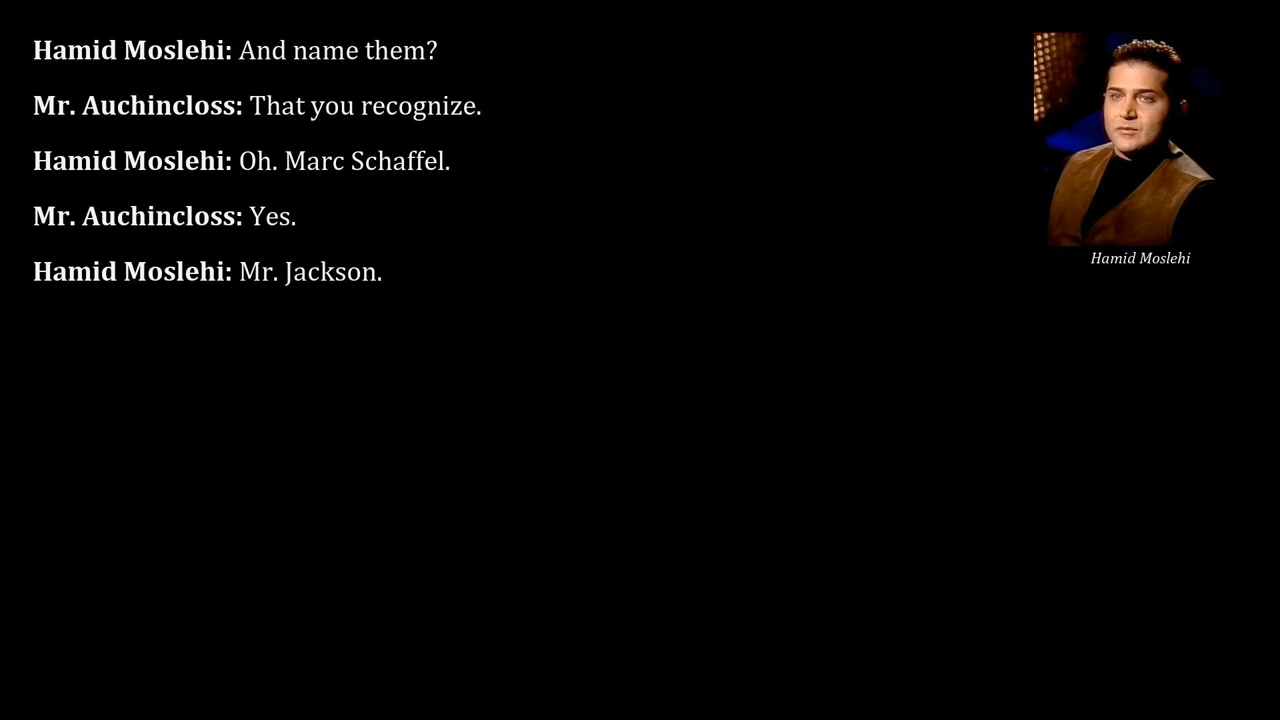 Hamid Moslehi: And name them?
Mr. Auchincloss: That you recognize.
Hamid Moslehi: Oh. Marc Schaffel.
Mr. Auchincloss: Yes.
Hamid Moslehi: Mr. Jackson.
Hamid Moslehi